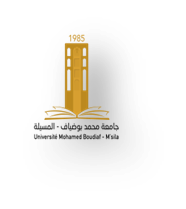 1985
جامعة محمد بوضياف - المسيلة
Université Mohamed Boudiaf - M'sila